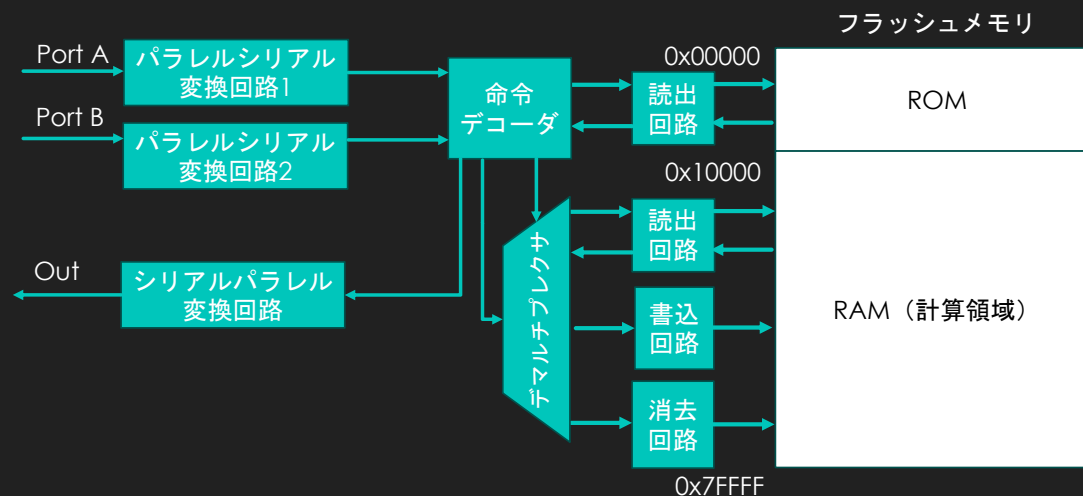 フラッシュメモリ
Port A
パラレルシリアル
変換回路1
Port B
パラレルシリアル
変換回路2
命令
デコーダ
0x00000
読出
回路
ROM
0x10000
読出
回路
デマルチプレクサ
Out
シリアルパラレル
変換回路
書込
回路
RAM（計算領域）
消去
回路
0x7FFFF